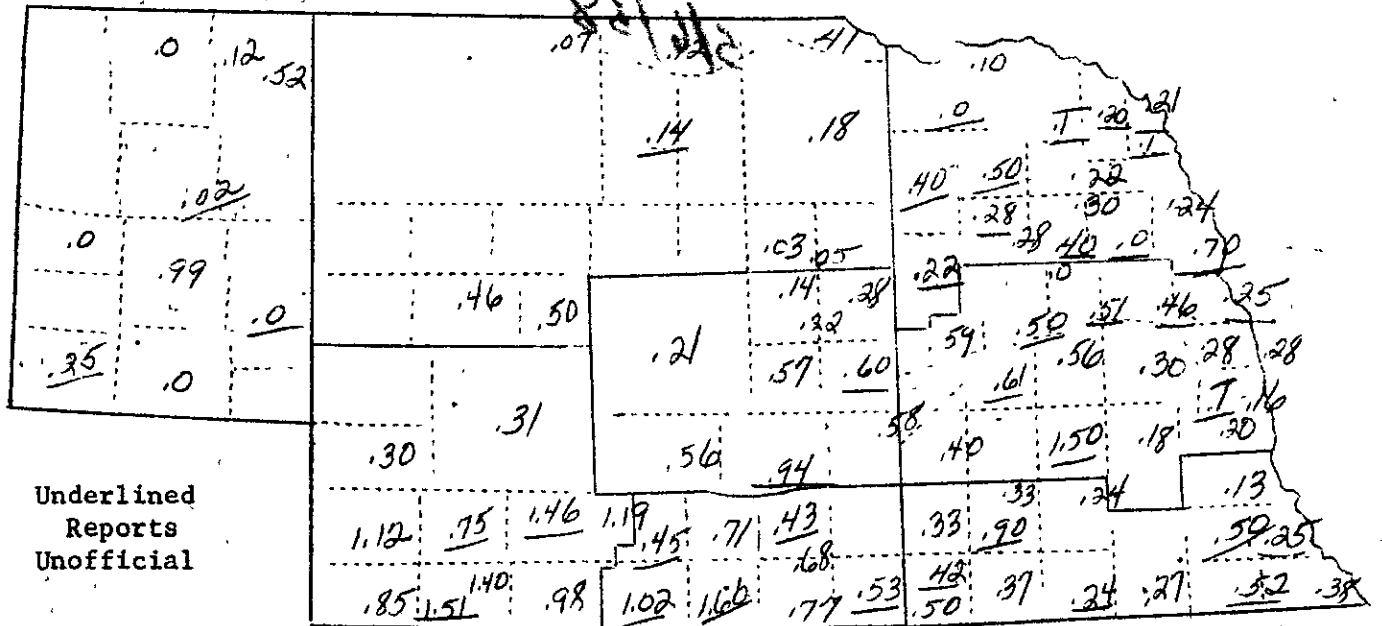 .07 .12 .41
.0 .12 .52
.10
.0 .T .20 .21
.14 .18 .T
.02 .40 .50 .22
.28 .30 .24
.0 .99 .03 .05 .28 .40 .0 .70
.22 .0
.0 .46 .50 .14 .28 .51 .46 .25
.22 .59 .50
.25 .0 .21 .57 .60 .61 .56 .30 .28 .28
.T .16
.30 .31 .56 .94 .58 .40 1.50 .18 .20
Underlined
Reports
Unofficial
.33 .24 .13
1.12 .75 1.46 1.19 .45 .71 .43 .33 .90 .59 .25
.68
.85 1.51 1.40 .98 1.02 1.66 .77 .53 .42 .50 .37 .24 .27 .52 .38